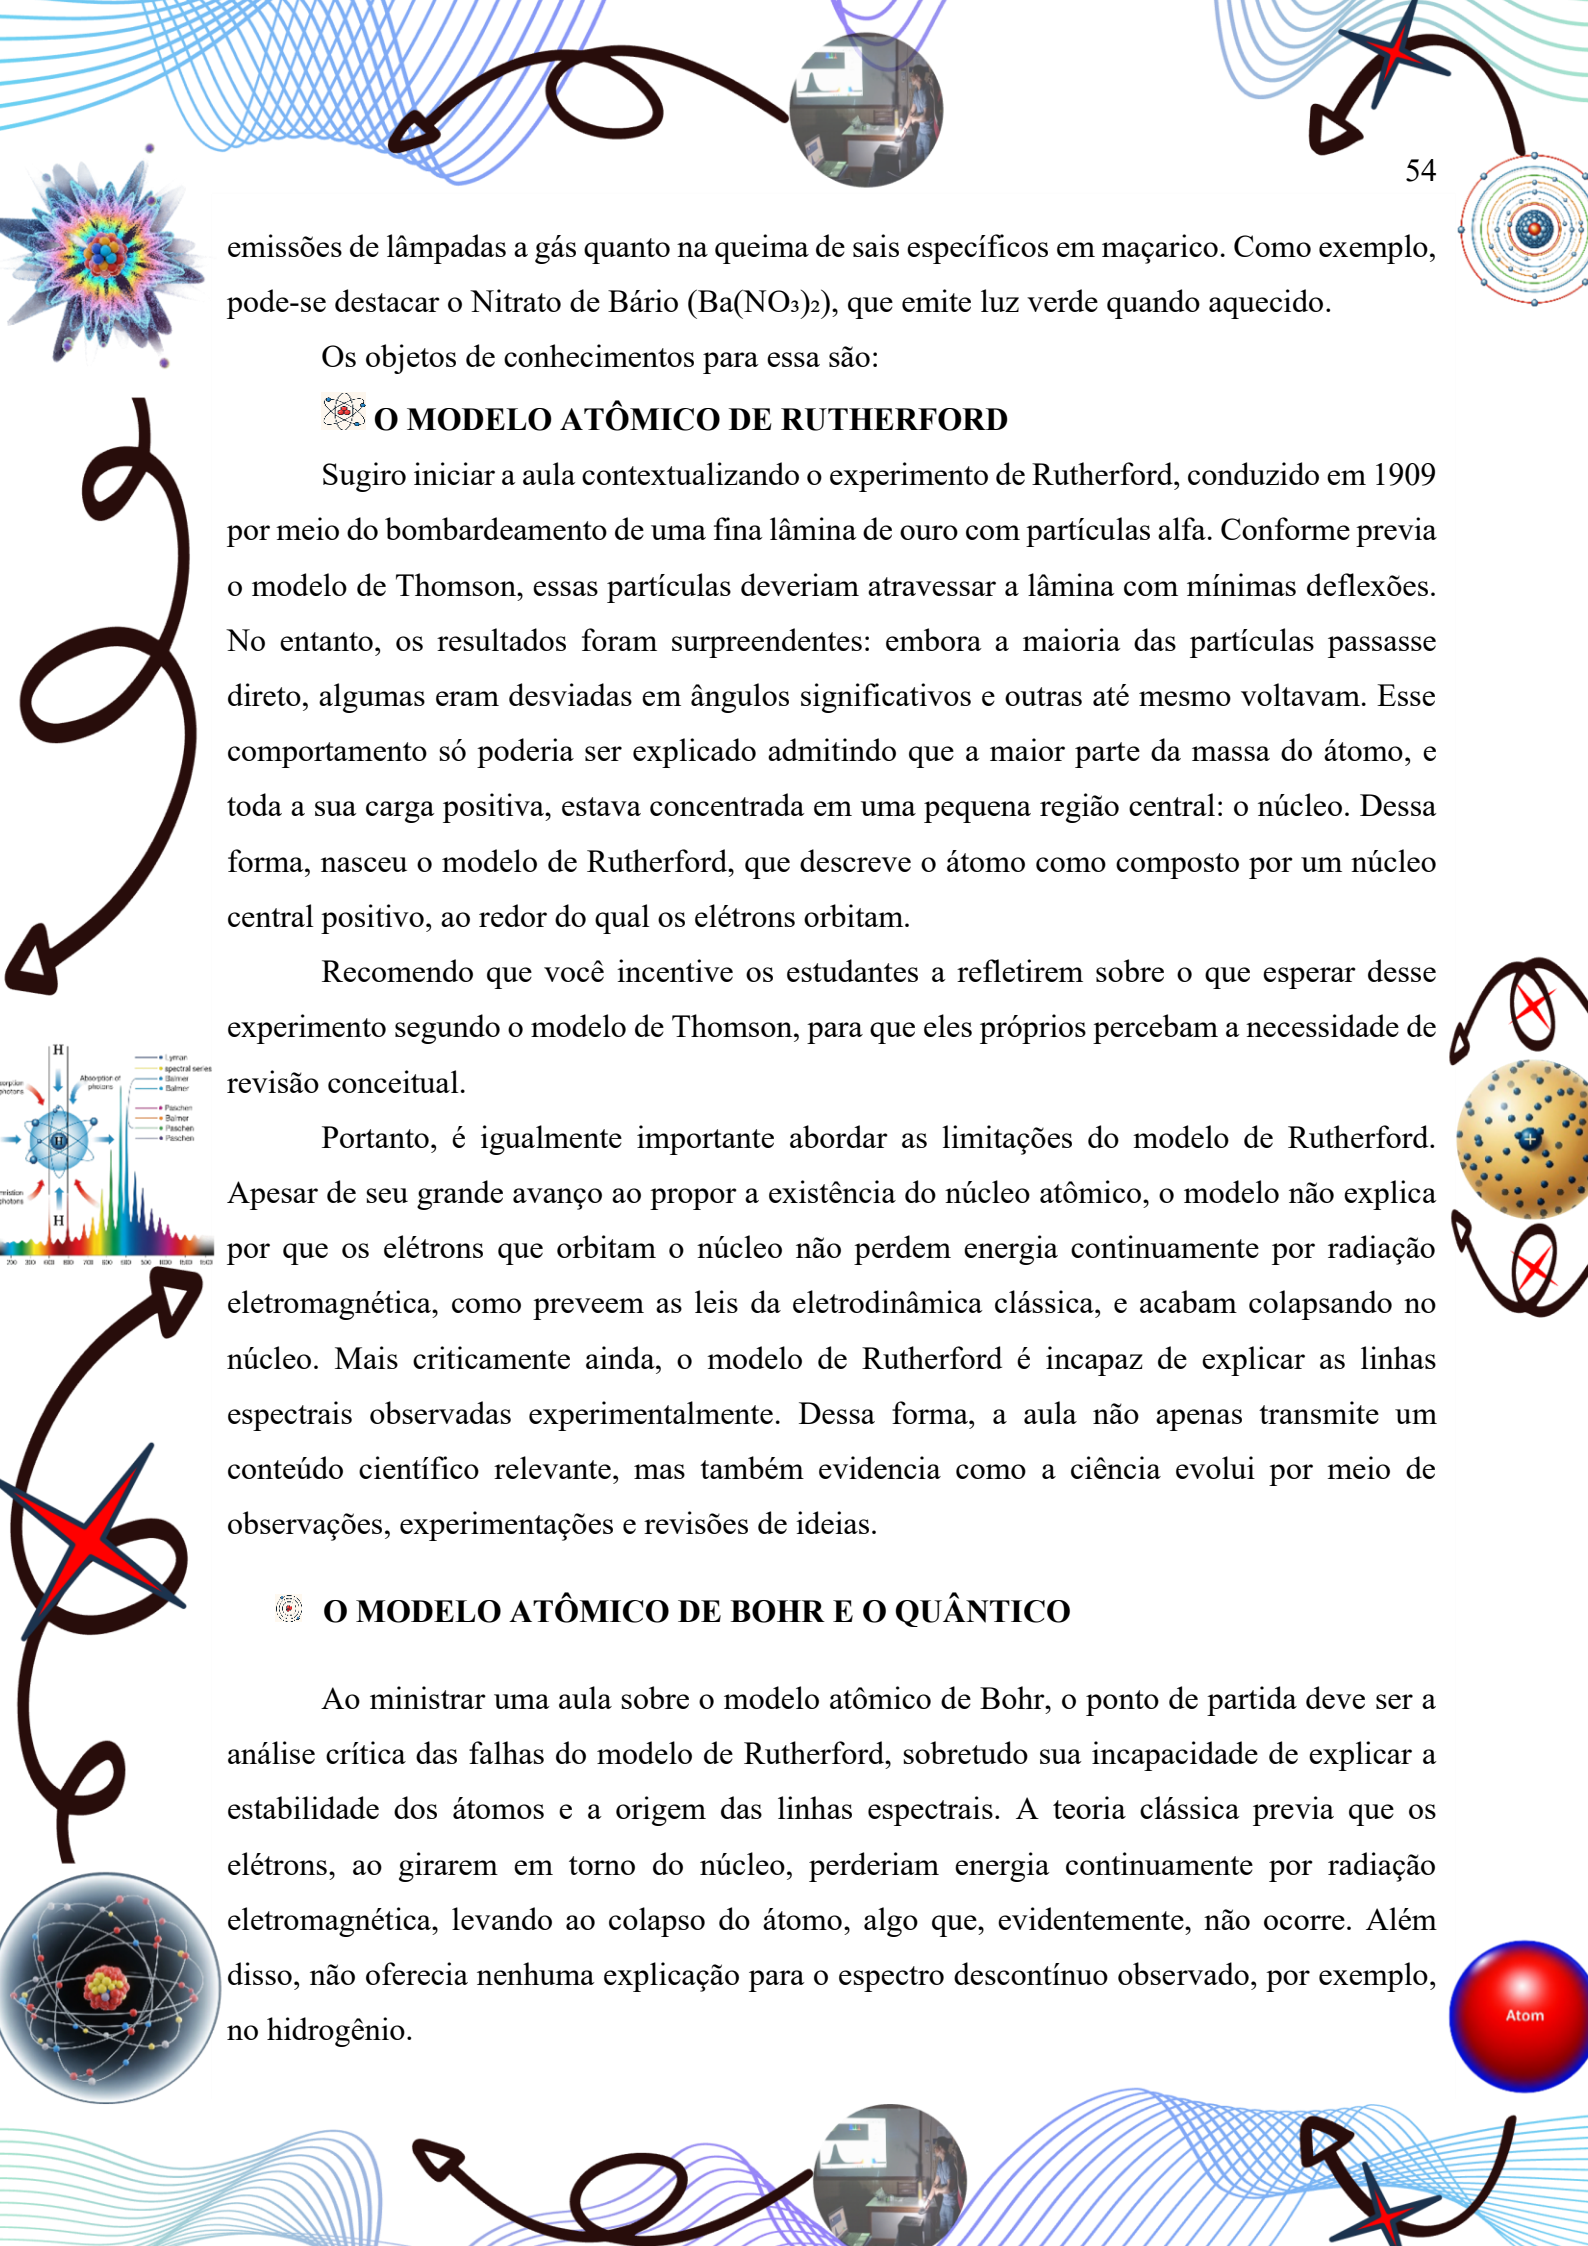 54
emissões de lâmpadas a gás quanto na queima de sais específicos em maçarico. Como exemplo,
pode-se destacar o Nitrato de Bário (Ba(NO₃)₂), que emite luz verde quando aquecido.
Os objetos de conhecimentos para essa são:
O MODELO ATÔMICO DE RUTHERFORD
Sugiro iniciar a aula contextualizando o experimento de Rutherford, conduzido em 1909
por meio do bombardeamento de uma fina lâmina de ouro com partículas alfa. Conforme previa
o modelo de Thomson, essas partículas deveriam atravessar a lâmina com mínimas deflexões.
No entanto, os resultados foram surpreendentes: embora a maioria das partículas passasse
direto, algumas eram desviadas em ângulos significativos e outras até mesmo voltavam. Esse
comportamento só poderia ser explicado admitindo que a maior parte da massa do átomo, e
toda a sua carga positiva, estava concentrada em uma pequena região central: o núcleo. Dessa
forma, nasceu o modelo de Rutherford, que descreve o átomo como composto por um núcleo
central positivo, ao redor do qual os elétrons orbitam.
Recomendo que você incentive os estudantes a refletirem sobre o que esperar desse
experimento segundo o modelo de Thomson, para que eles próprios percebam a necessidade de
revisão conceitual.
Portanto, é igualmente importante abordar as limitações do modelo de Rutherford.
Apesar de seu grande avanço ao propor a existência do núcleo atômico, o modelo não explica
por que os elétrons que orbitam o núcleo não perdem energia continuamente por radiação
eletromagnética, como preveem as leis da eletrodinâmica clássica, e acabam colapsando no
núcleo. Mais criticamente ainda, o modelo de Rutherford é incapaz de explicar as linhas
espectrais observadas experimentalmente. Dessa forma, a aula não apenas transmite um
conteúdo científico relevante, mas também evidencia como a ciência evolui por meio de
observações, experimentações e revisões de ideias.
O MODELO ATÔMICO DE BOHR E O QUÂNTICO
Ao ministrar uma aula sobre o modelo atômico de Bohr, o ponto de partida deve ser a
análise crítica das falhas do modelo de Rutherford, sobretudo sua incapacidade de explicar a
estabilidade dos átomos e a origem das linhas espectrais. A teoria clássica previa que os
elétrons, ao girarem em torno do núcleo, perderiam energia continuamente por radiação
eletromagnética, levando ao colapso do átomo, algo que, evidentemente, não ocorre. Além
disso, não oferecia nenhuma explicação para o espectro descontínuo observado, por exemplo,
no hidrogênio.
H
Lyman
spectral series
Balmer
Balmer
Paschen
Balmer
Paschen
Paschen
Absorption of
photons
H
H
+
Atom